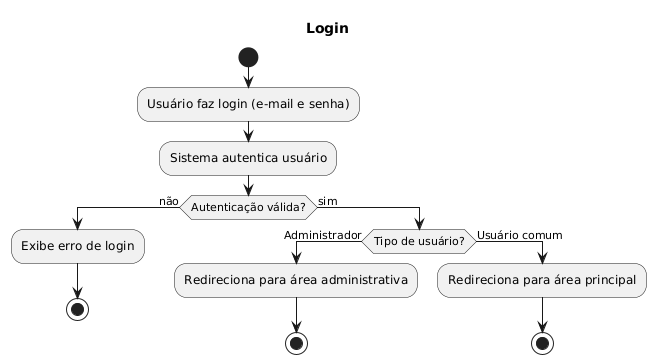 Login
Usuário faz login (e-mail e senha)
Sistema autentica usuário
não
Autenticação válida?
sim
Exibe erro de login
Administrador
Tipo de usuário?
Usuário comum
Redireciona para área administrativa
Redireciona para área principal